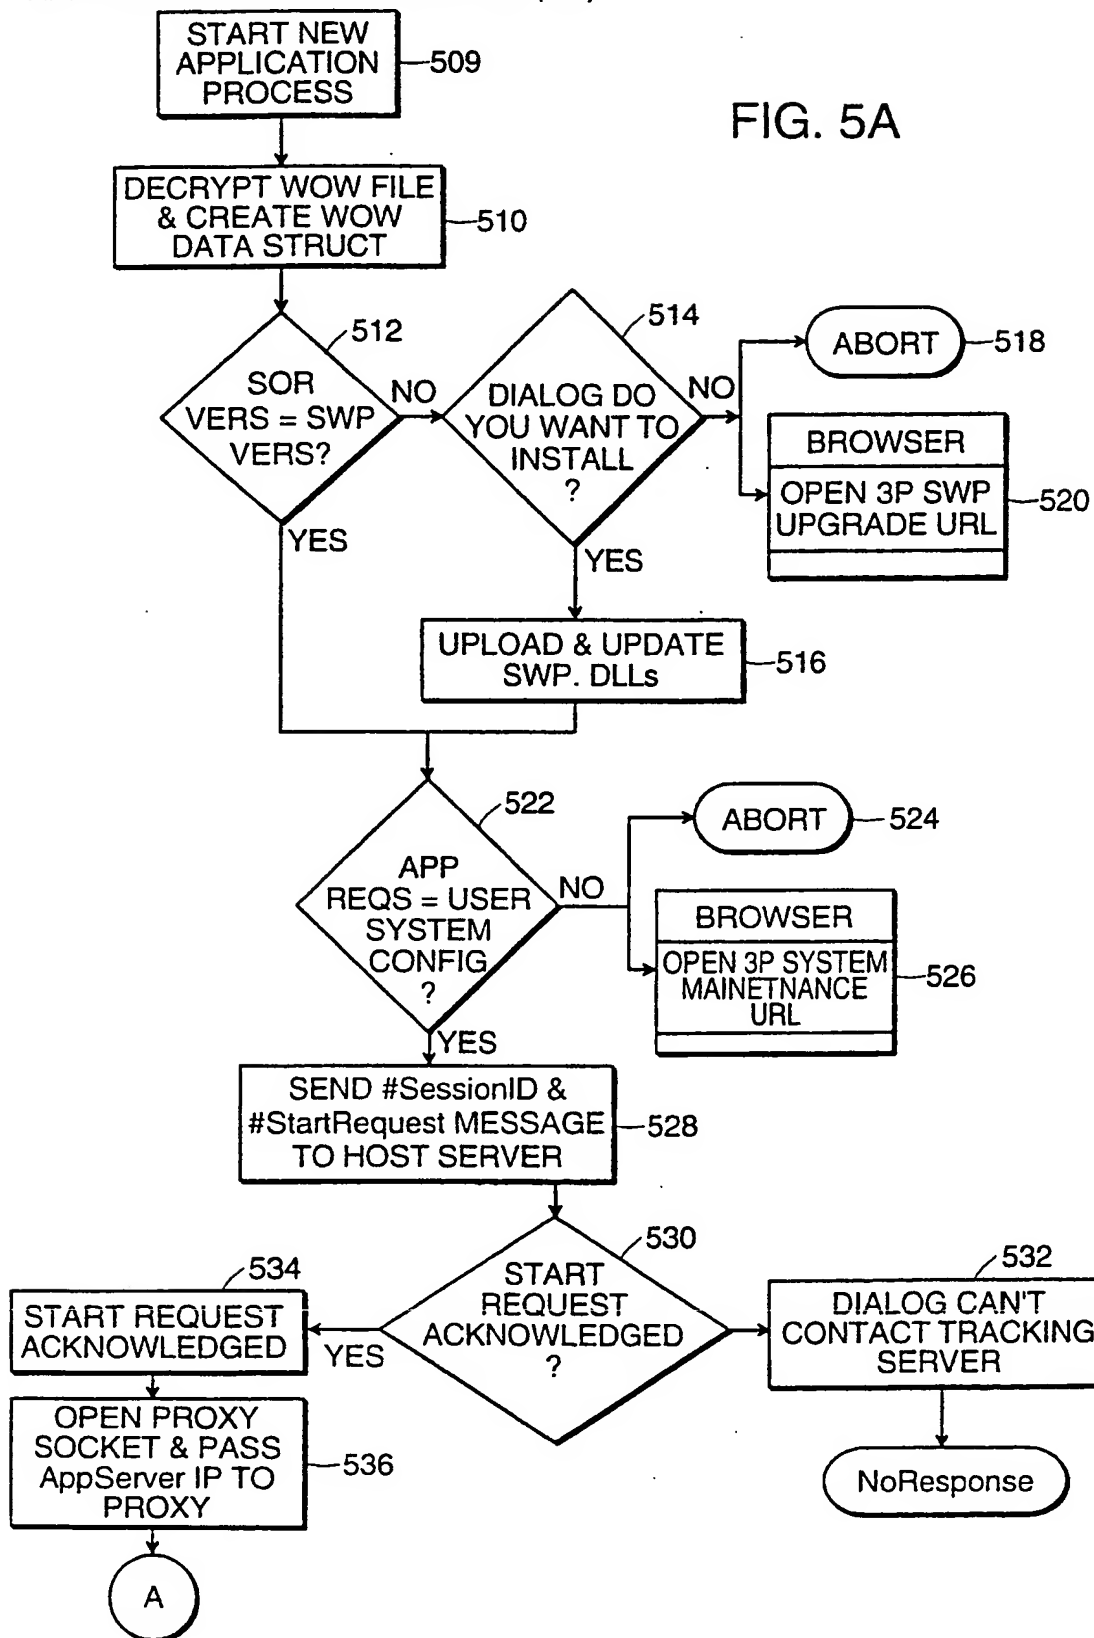 START NEW
APPLICATION
PROCESS
509
FIG. 5A
DECRYPT WOW FILE
& CREATE WOW
DATA STRUCT
510
512
SOR
VERS = SWP
VERS?
NO
YES
514
DIALOG DO
YOU WANT TO
INSTALL
?
NO
YES
ABORT
518
BROWSER
OPEN 3P SWP
UPGRADE URL
520
UPLOAD & UPDATE
SWP. DLLs
516
522
APP
REQS = USER
SYSTEM
CONFIG
?
NO
YES
ABORT
524
BROWSER
OPEN 3P SYSTEM
MAINETNANCE
URL
526
SEND #SessionID &
#StartRequest MESSAGE
TO HOST SERVER
528
530
START
REQUEST
ACKNOWLEDGED
?
YES
532
DIALOG CAN'T
CONTACT TRACKING
SERVER
NoResponse
534
START REQUEST
ACKNOWLEDGED
OPEN PROXY
SOCKET & PASS
AppServer IP TO
PROXY
536
A